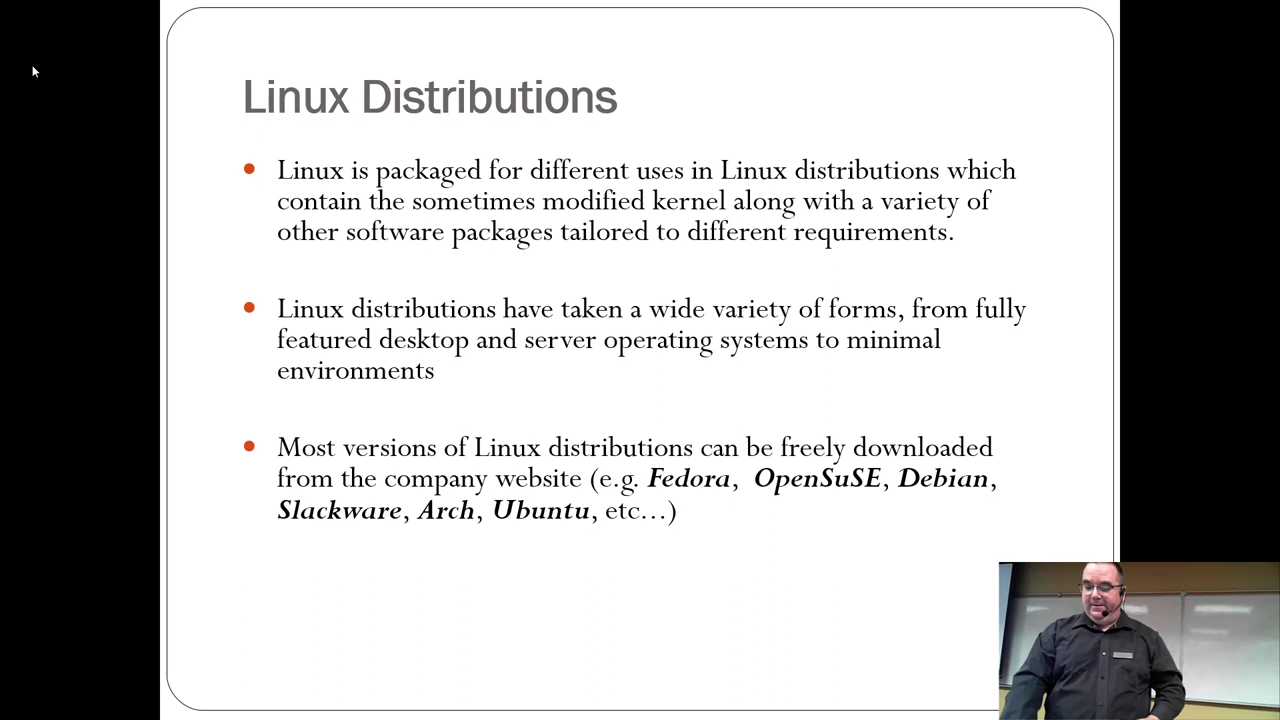 Linux Distributions
Linux is packaged for different uses in Linux distributions which
contain the sometimes modified kernel along with a variety of
other software packages tailored to different requirements.
Linux distributions have taken a wide variety of forms, from fully
featured desktop and server operating systems to minimal
environments
Most versions of Linux distributions can be freely downloaded
from the company website (e.g. Fedora,  OpenSuSE, Debian,
Slackware, Arch, Ubuntu, etc...)